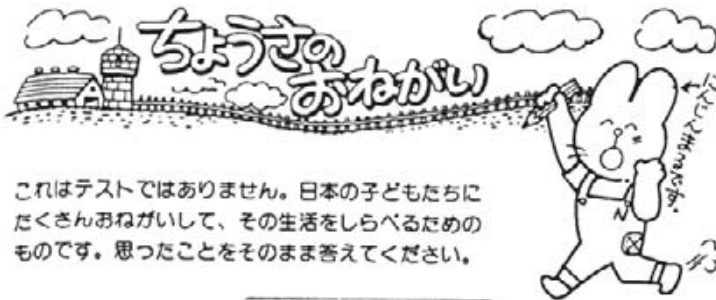 ちょうさの
おねがい
これはテストではありません。日本の子どもたちに
たくさんおねがいして、その生活をしらべるための
ものです。思ったことをそのまま答えてください。